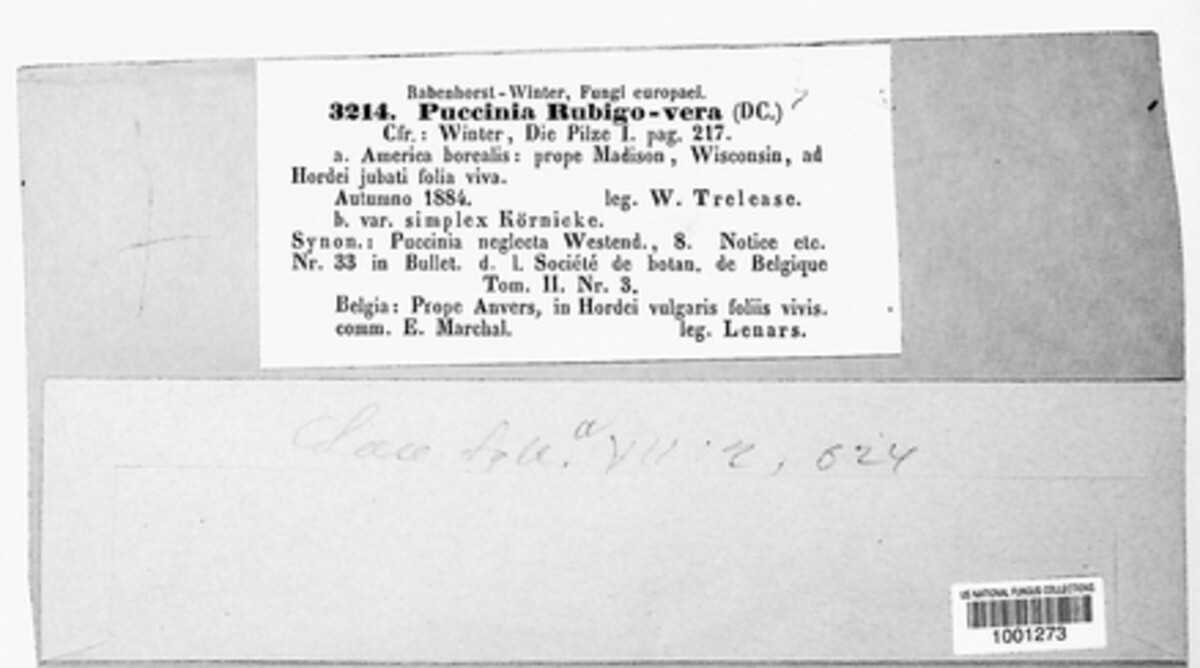 Rabenhorst-Winter, Fungi europaei.
3214. Puccinia Rubigo-vera (DC.)
Cfr.: Winter, Die Pilze I. pag. 217.
a. America borealis: prope Madison, Wisconsin, ad
Hordei jubati folia viva.
Autumno 1884. leg. W. Trelease.
b. var. simplex Körnicke.
Synon.: Puccinia neglecta Westend., 8. Notice etc.
Nr. 33 in Bullet. d. l. Société de botan. de Belgique
Tom. II. Nr. 3.
Belgia: Prope Anvers, in Hordei vulgaris foliis vivis.
comm. E. Marchal. leg. Lenars.
VII: 2, 624
US NATIONAL FUNGUS COLLECTIONS
1001273